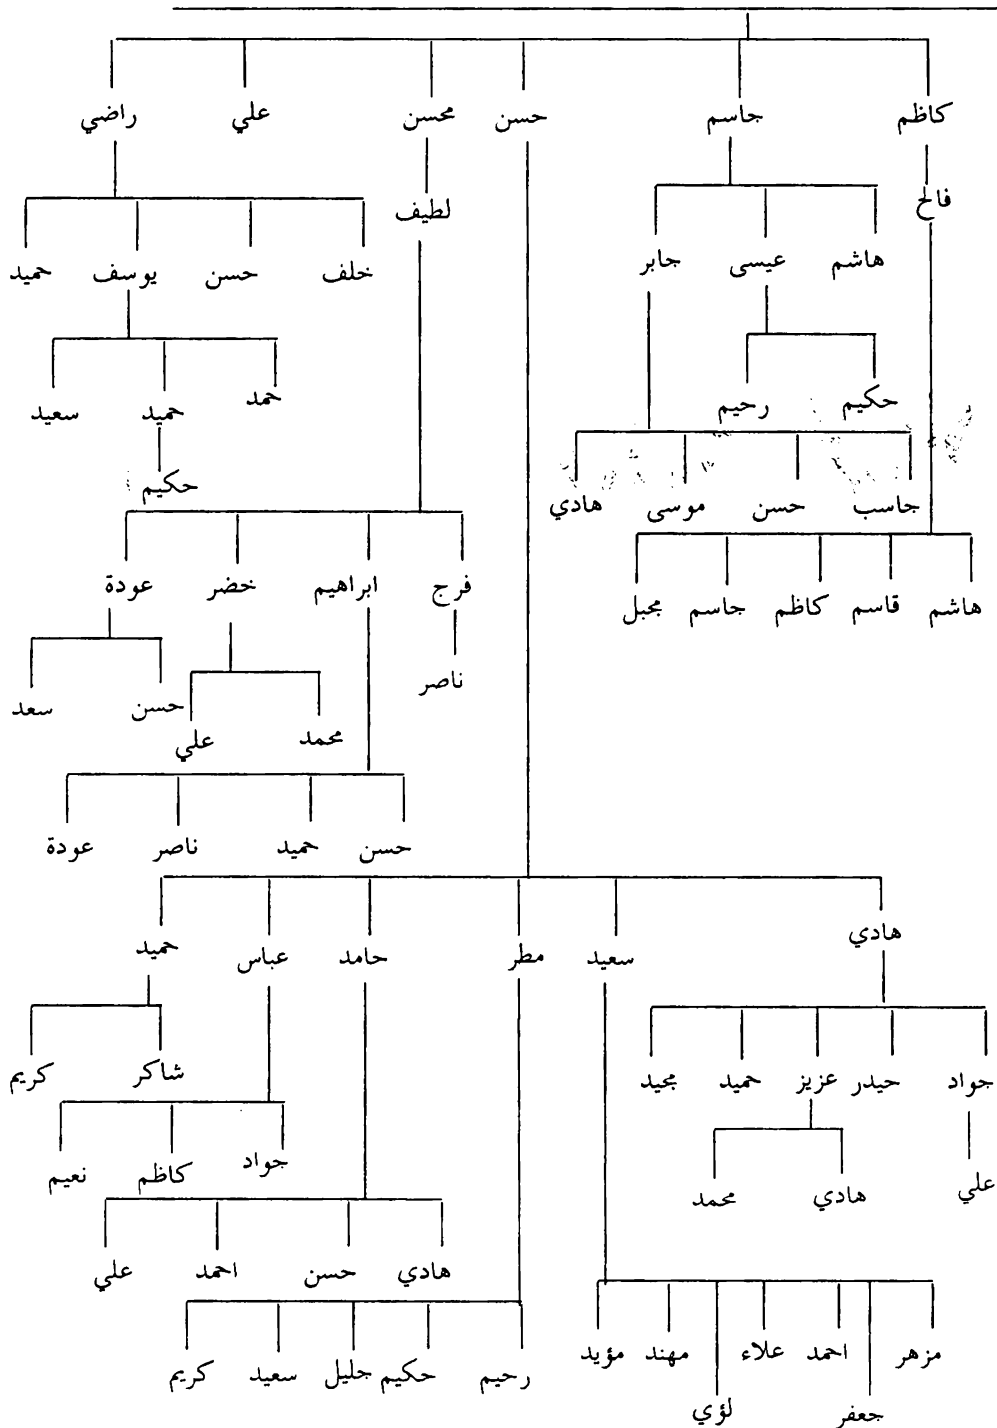 كاظم جاسم حسن محسن علي راضي
فالح لطيف
هاشم عيسى جابر خلف حسن يوسف حميد
حكيم رحيم حمد حميد سعيد
حكيم
جاسب حسن موسى هادي
هاشم قاسم كاظم جاسم مجبل فرج ابراهيم خضر عودة
ناصر حسن سعد
محمد علي
حسن حميد ناصر عودة
هادي سعيد مطر حامد عباس حميد
جواد حيدر عزيز حميد مجيد شاكر كريم
علي هادي محمد جواد كاظم نعيم
هادي حسن احمد علي
مزهر احمد علاء مهند مؤيد رحيم حكيم جليل سعيد كريم
جعفر لؤي